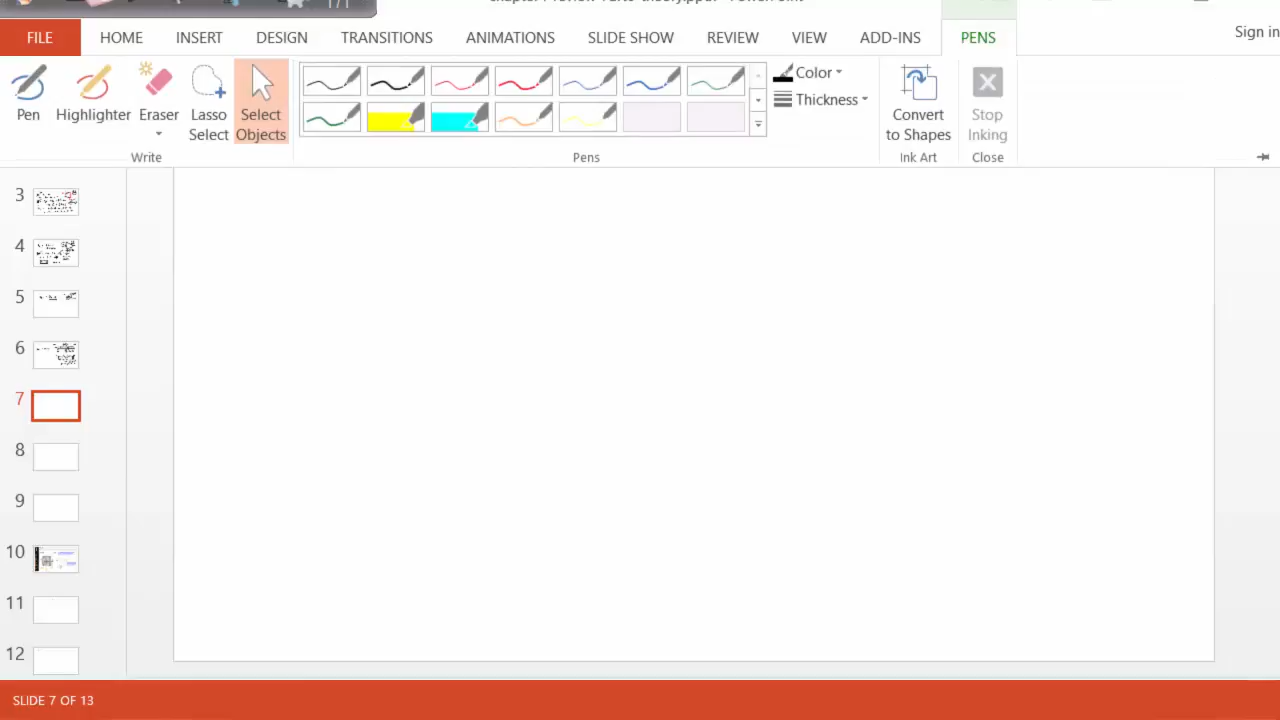 FILE HOME INSERT DESIGN TRANSITIONS ANIMATIONS SLIDE SHOW REVIEW VIEW ADD-INS PENS Sign in
Pen Highlighter Eraser Lasso Select Select Objects
Color Thickness
Convert to Shapes Stop Inking
Write Pens Ink Art Close
3
4
5
6
7
8
9
10
11
12
SLIDE 7 OF 13